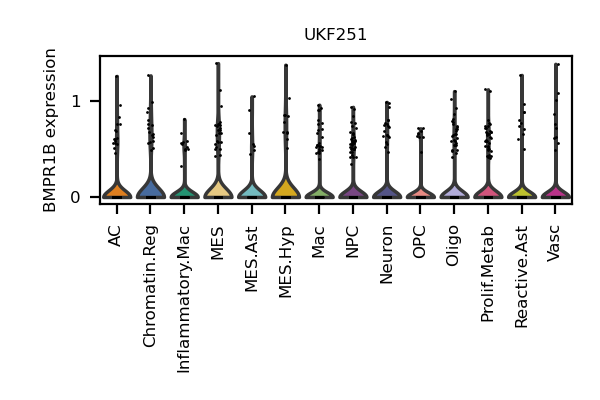 UKF251
BMPR1B expression
1
0
AC
Chromatin.Reg
Inflammatory.Mac
MES
MES.Ast
MES.Hyp
Mac
NPC
Neuron
OPC
Oligo
Prolif.Metab
Reactive.Ast
Vasc